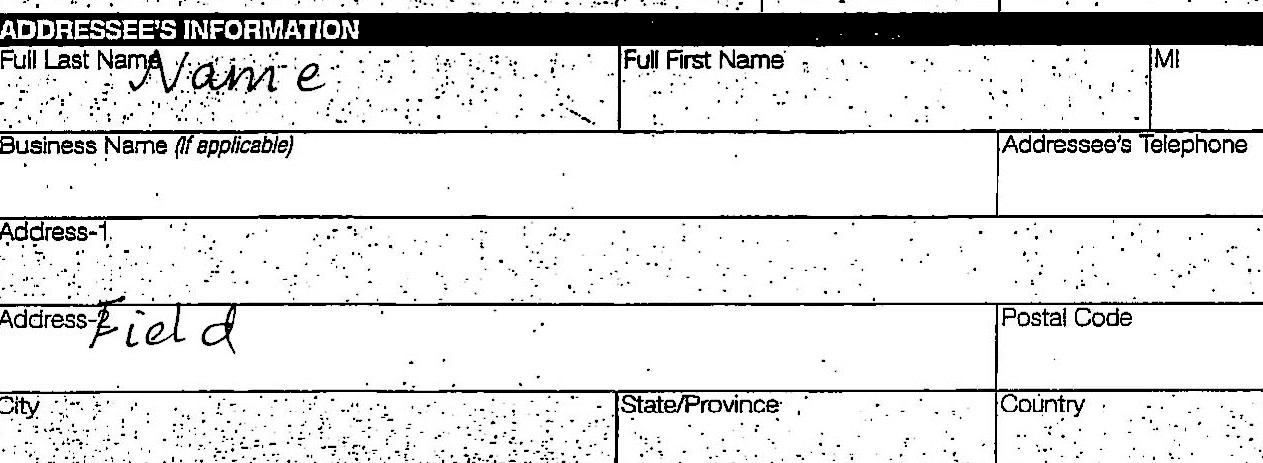 ADDRESSEE'S INFORMATION
Full Last Name Name Full First Name MI
Business Name (If applicable) Addressee's Telephone
Address-1
Address-2 Field Postal Code
City State/Province Country